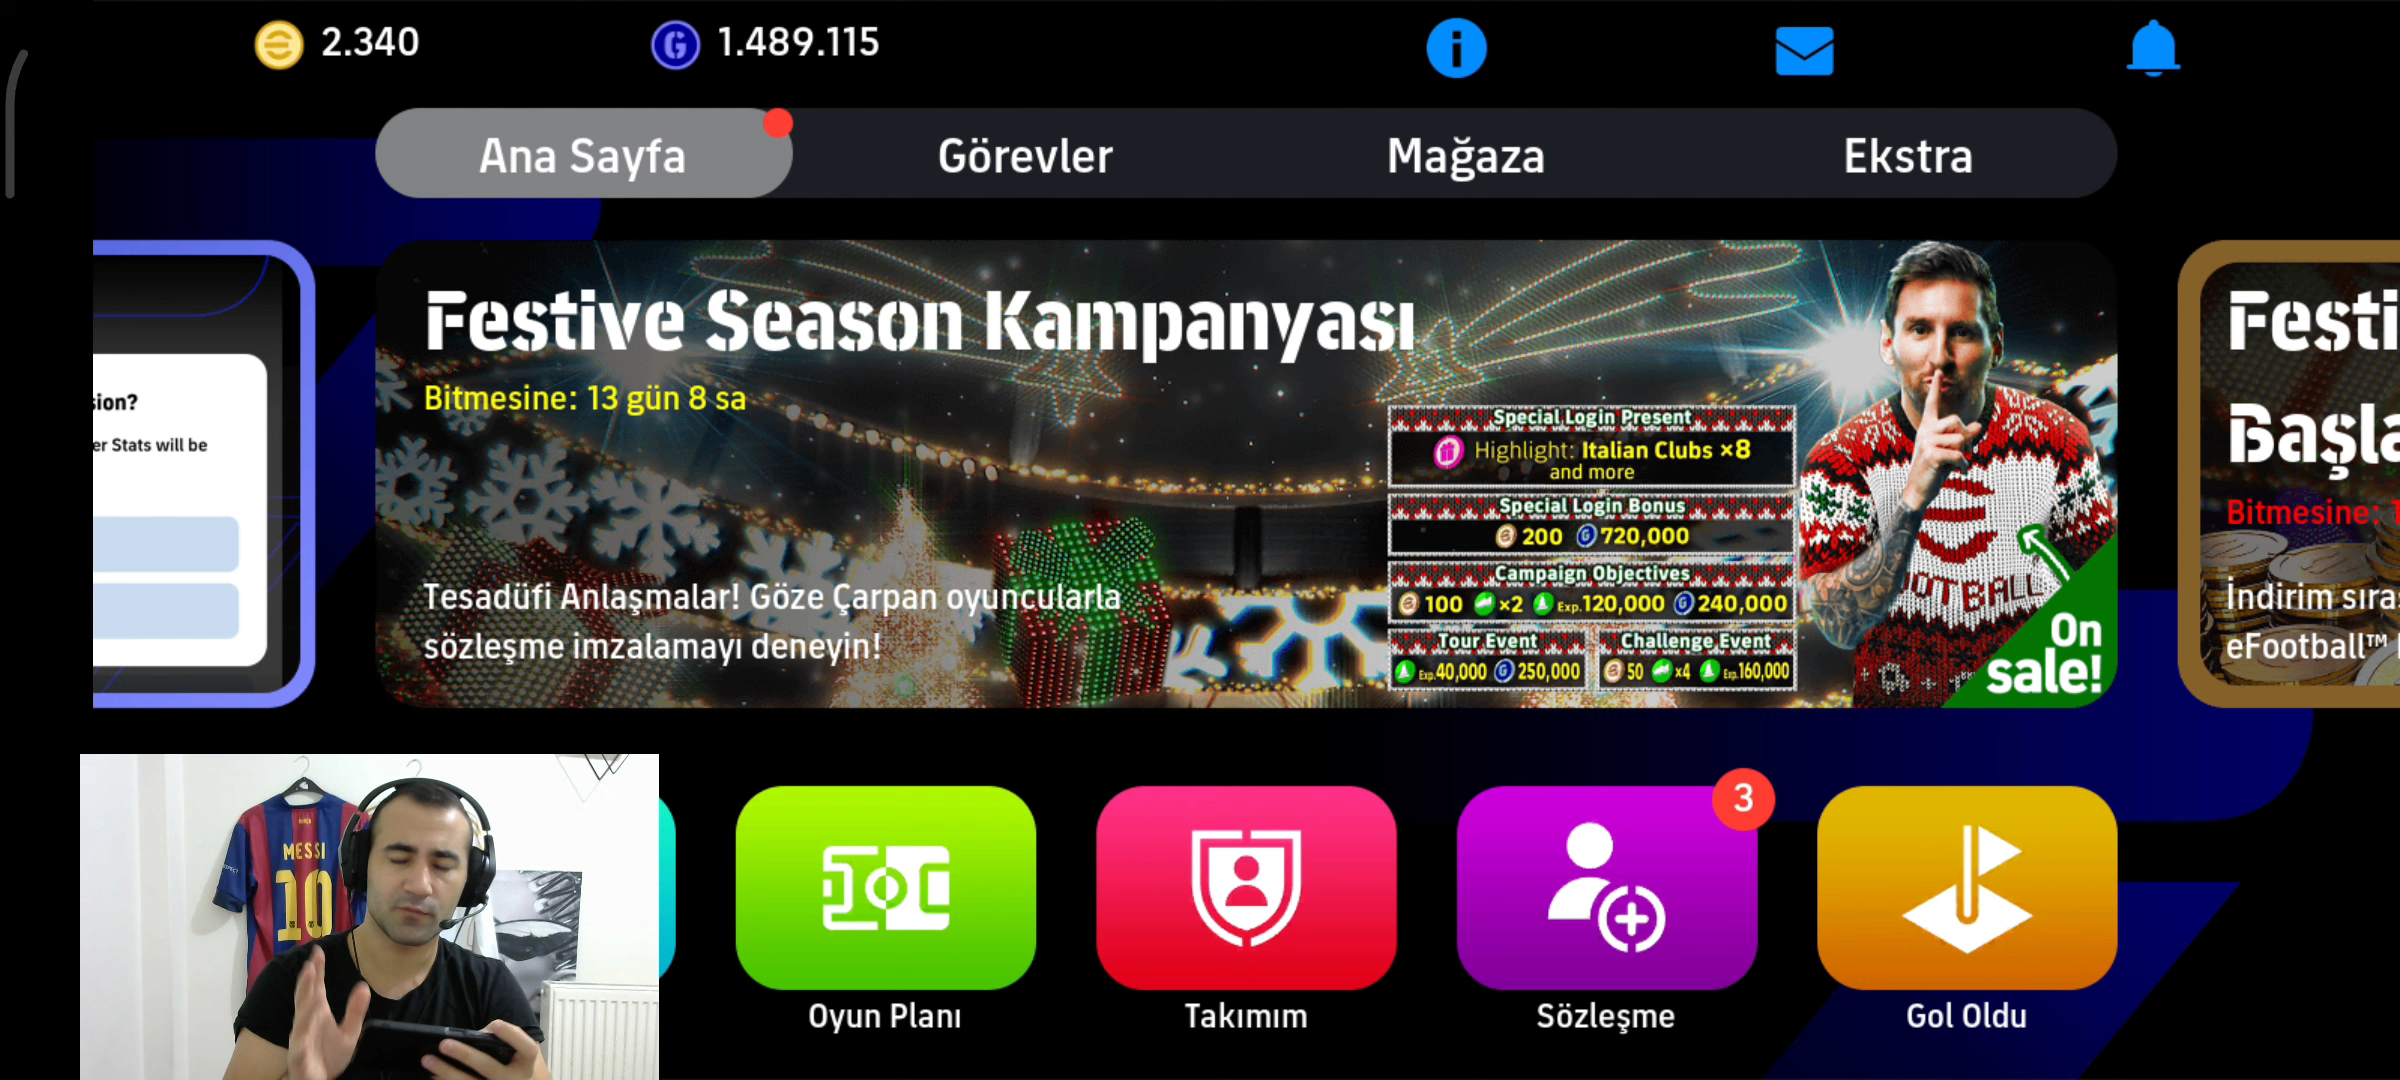 2.340
1.489.115
Ana Sayfa
Görevler
Mağaza
Ekstra
sion?
er Stats will be
Festive Season Kampanyası
Bitmesine: 13 gün 8 sa
Tesadüfi Anlaşmalar! Göze Çarpan oyuncularla
sözleşme imzalamayı deneyin!
Special Login Present
Highlight: Italian Clubs ×8
and more
Special Login Bonus
200 720,000
Campaign Objectives
100 ×2 Exp.120,000 240,000
Tour Event
Exp.40,000 250,000
Challenge Event
50 ×4 Exp.160,000
OOTBALL
On
sale!
Festi
Başla
Bitmesine: 1
İndirim sıra
eFootball™
MESSI
10
Oyun Planı
Takımım
3
Sözleşme
Gol Oldu